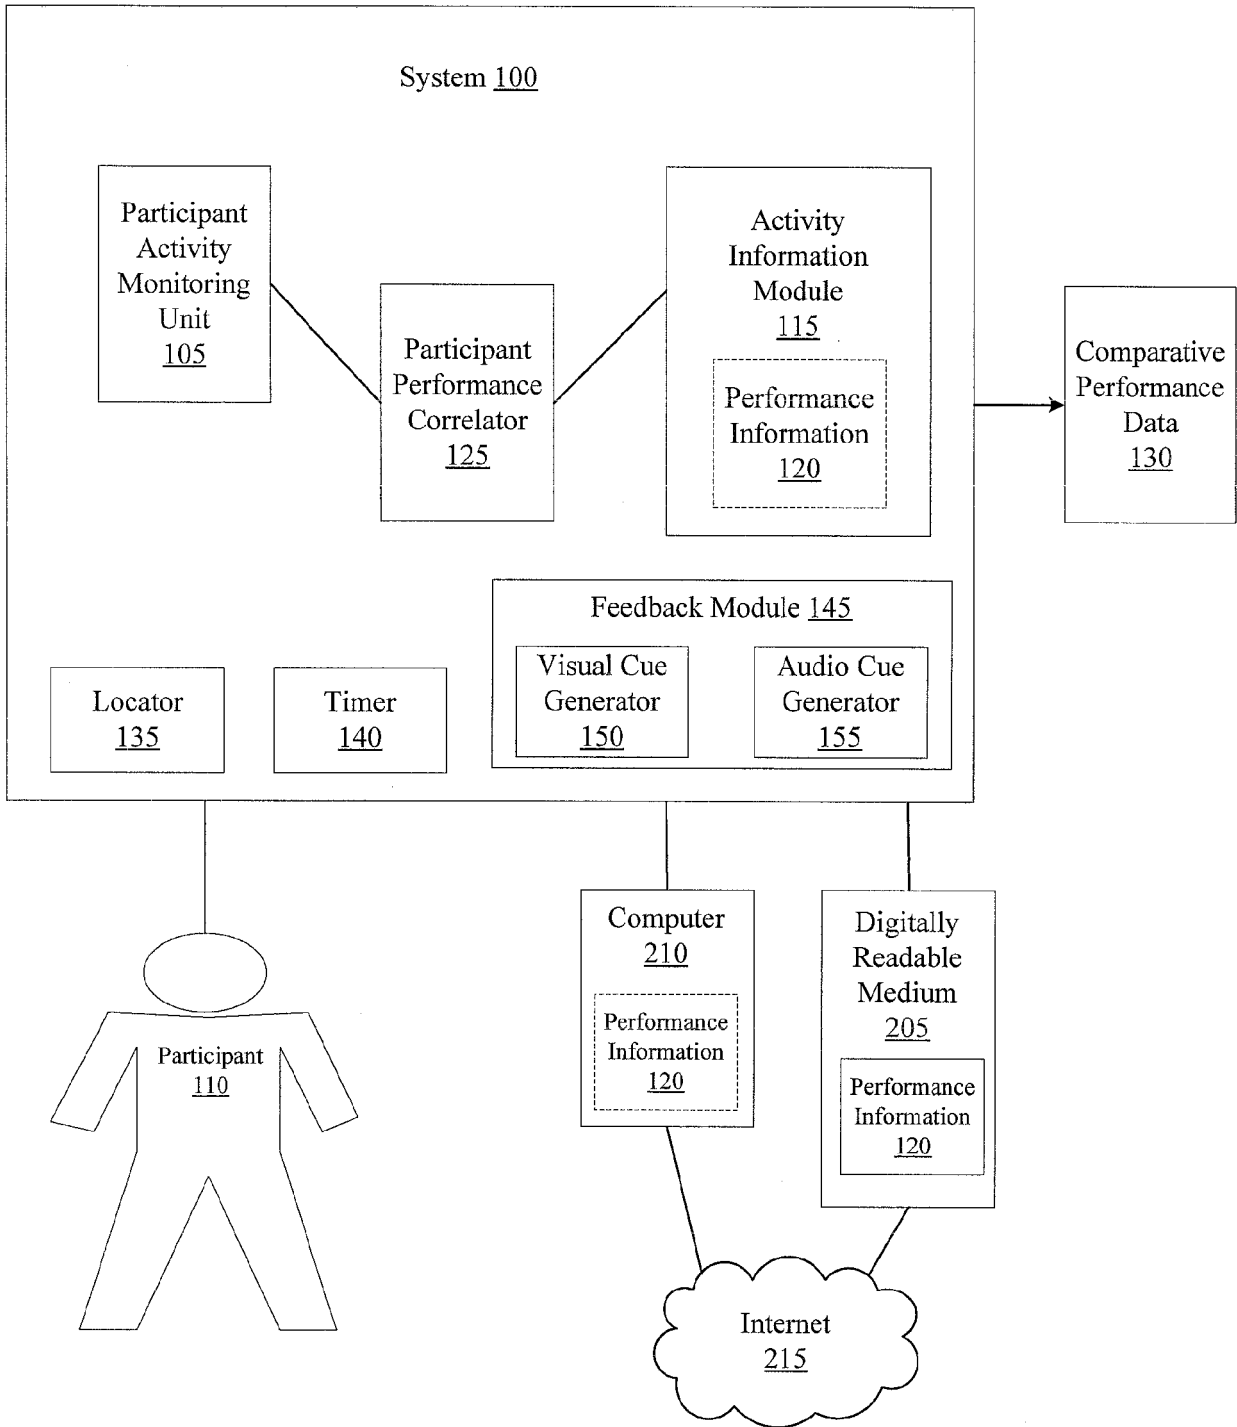 System 100
Participant
Activity
Monitoring
Unit
105
Participant
Performance
Correlator
125
Activity
Information
Module
115
Performance
Information
120
Comparative
Performance
Data
130
Locator
135
Timer
140
Feedback Module 145
Visual Cue
Generator
150
Audio Cue
Generator
155
Participant
110
Computer
210
Performance
Information
120
Digitally
Readable
Medium
205
Performance
Information
120
Internet
215